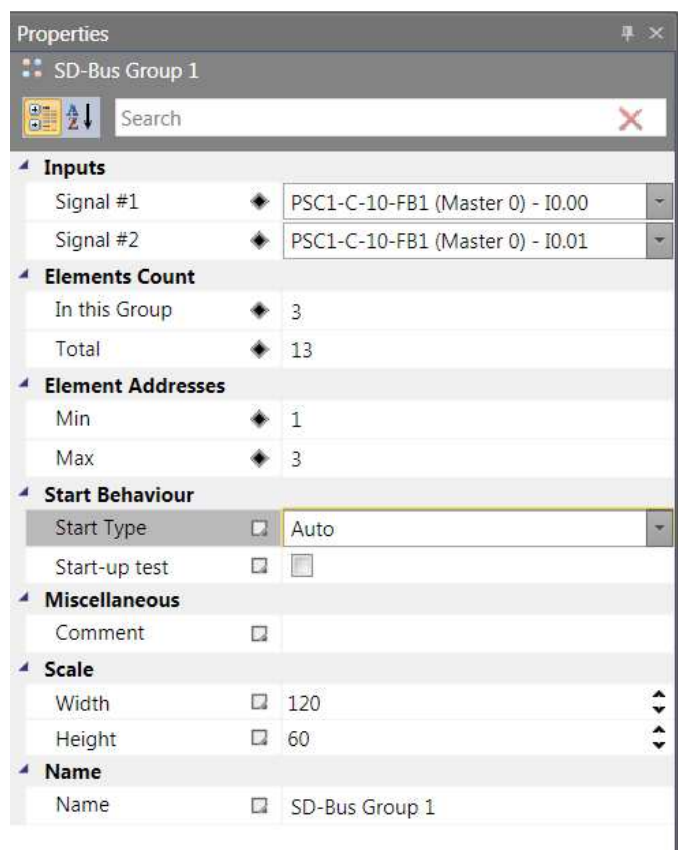 Properties
SD-Bus Group 1
A Z Search
Inputs
Signal #1 PSC1-C-10-FB1 (Master 0) - I0.00
Signal #2 PSC1-C-10-FB1 (Master 0) - I0.01
Elements Count
In this Group 3
Total 13
Element Addresses
Min 1
Max 3
Start Behaviour
Start Type Auto
Start-up test
Miscellaneous
Comment
Scale
Width 120
Height 60
Name
Name SD-Bus Group 1